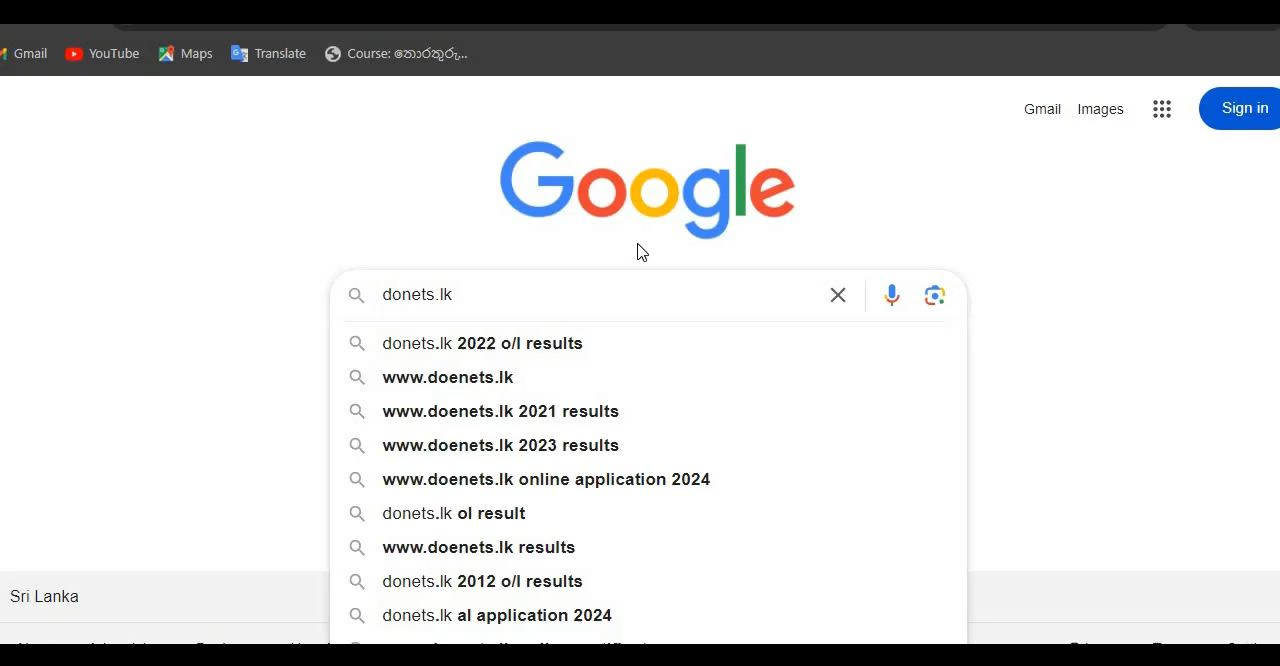 Gmail YouTube Maps Translate Course: තොරතුරු...
Gmail Images Sign in
Google
donets.lk
donets.lk 2022 o/l results
www.doenets.lk
www.doenets.lk 2021 results
www.doenets.lk 2023 results
www.doenets.lk online application 2024
donets.lk ol result
www.doenets.lk results
donets.lk 2012 o/l results
donets.lk al application 2024
Sri Lanka